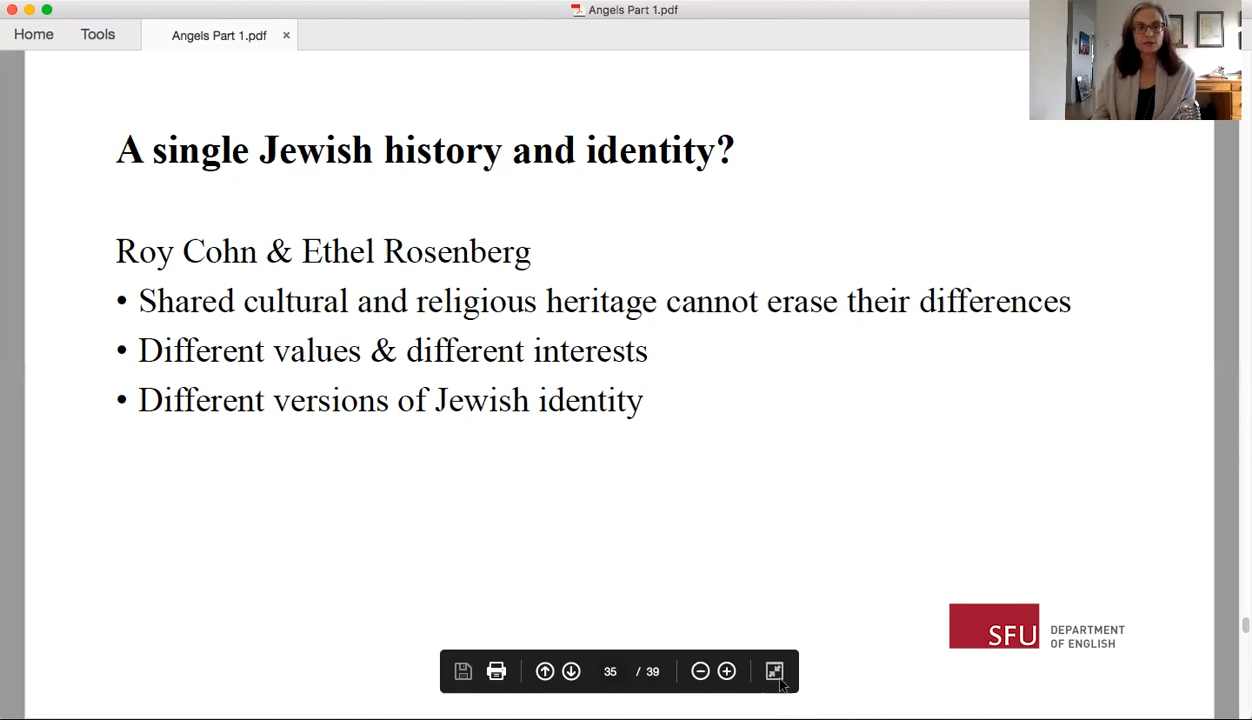 Angels Part 1.pdf
Home
Tools
Angels Part 1.pdf ×
A single Jewish history and identity?
Roy Cohn & Ethel Rosenberg
• Shared cultural and religious heritage cannot erase their differences
• Different values & different interests
• Different versions of Jewish identity
SFU
DEPARTMENT
OF ENGLISH
35 / 39